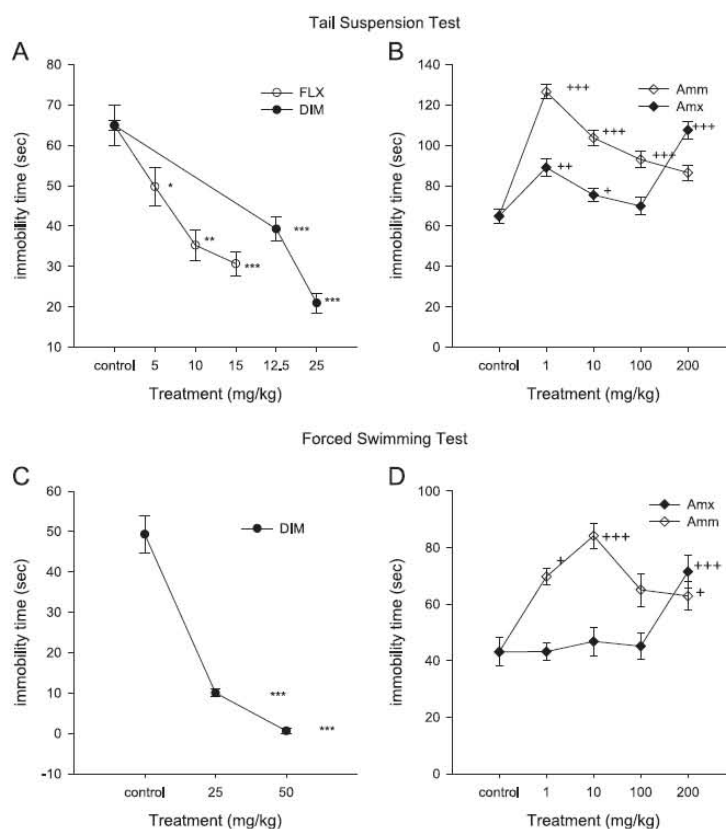 Tail Suspension Test
A
B
FLX
DIM
Amm
Amx
immobility time (sec)
80
70
60
50
40
30
20
10
*
**
***
***
***
control 5 10 15 12.5 25
Treatment (mg/kg)
immobility time (sec)
140
120
100
80
60
40
20
0
+++
+++
+++
+++
++
+
control 1 10 100 200
Treatment (mg/kg)
Forced Swimming Test
C
D
DIM
Amx
Amm
immobility time (sec)
60
50
40
30
20
10
0
-10
***
***
control 25 50
Treatment (mg/kg)
immobility time (sec)
100
80
60
40
20
0
+
+++
+++
+
control 1 10 100 200
Treatment (mg/kg)